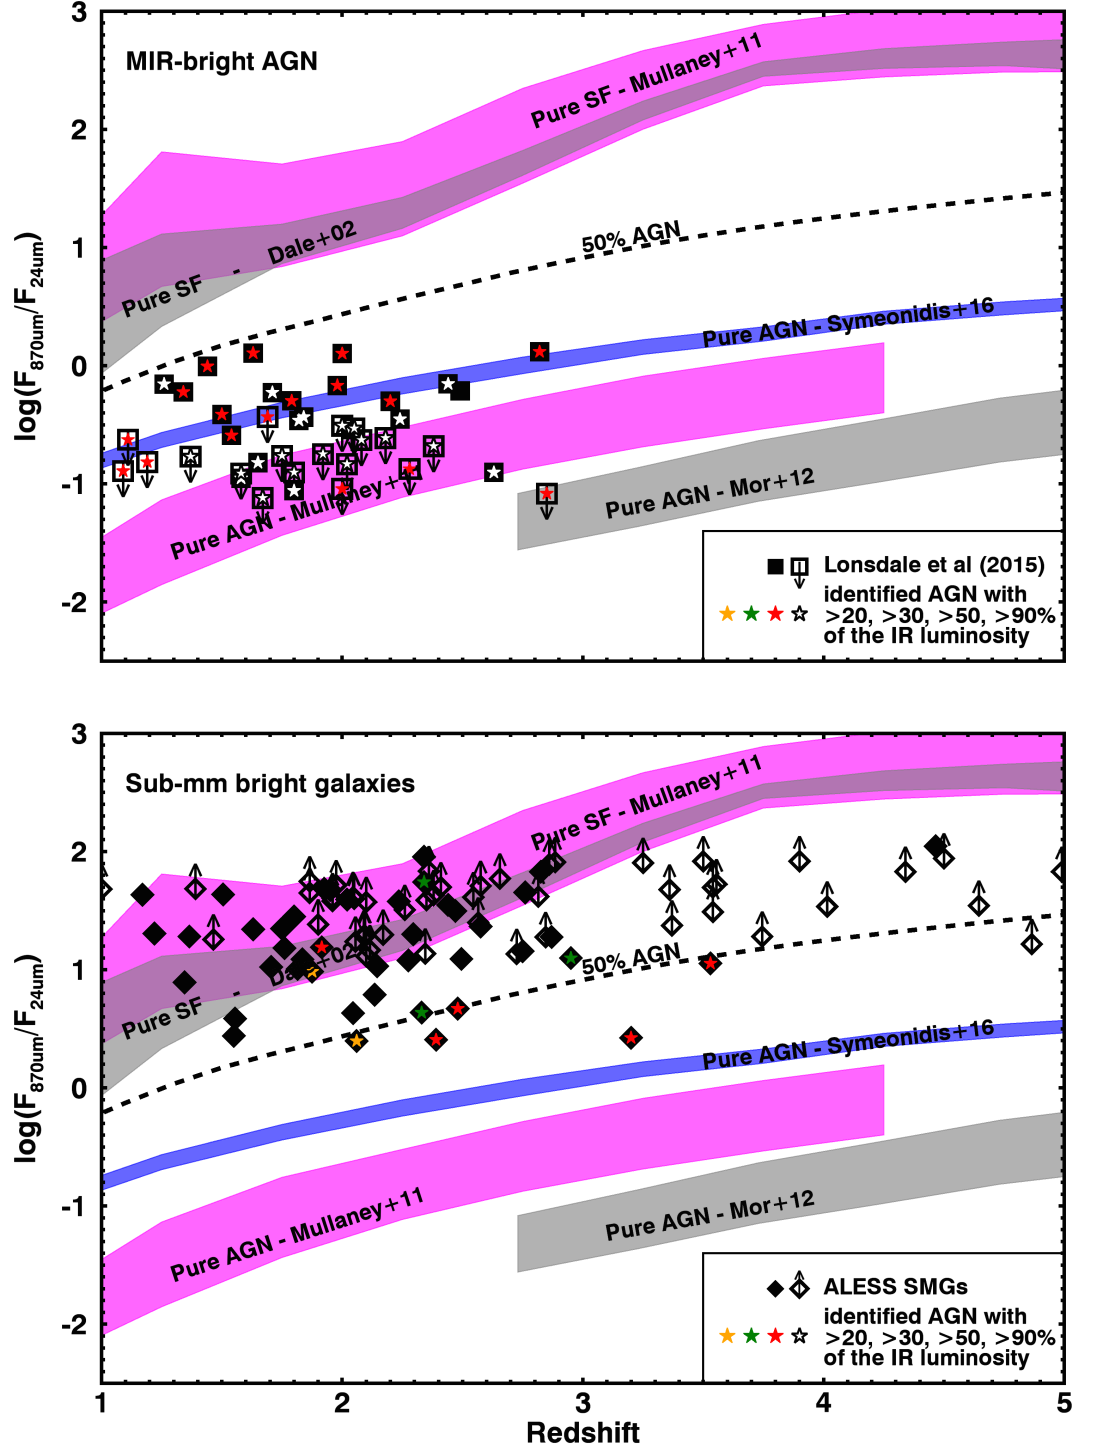 3
MIR-bright AGN
Pure SF - Mullaney+11
2
Pure SF - Dale+02
1
50% AGN
log(F870um/F24um)
Pure AGN - Symeonidis+16
0
-1
Pure AGN - Mullaney+
Pure AGN - Mor+12
-2
Lonsdale et al (2015)
identified AGN with
>20, >30, >50, >90%
of the IR luminosity
3
Sub-mm bright galaxies
Pure SF - Mullaney+11
2
Pure SF - Dale+02
1
50% AGN
log(F870um/F24um)
Pure AGN - Symeonidis+16
0
-1
Pure AGN - Mullaney+11
Pure AGN - Mor+12
-2
ALESS SMGs
identified AGN with
>20, >30, >50, >90%
of the IR luminosity
1 2 3 4 5
Redshift